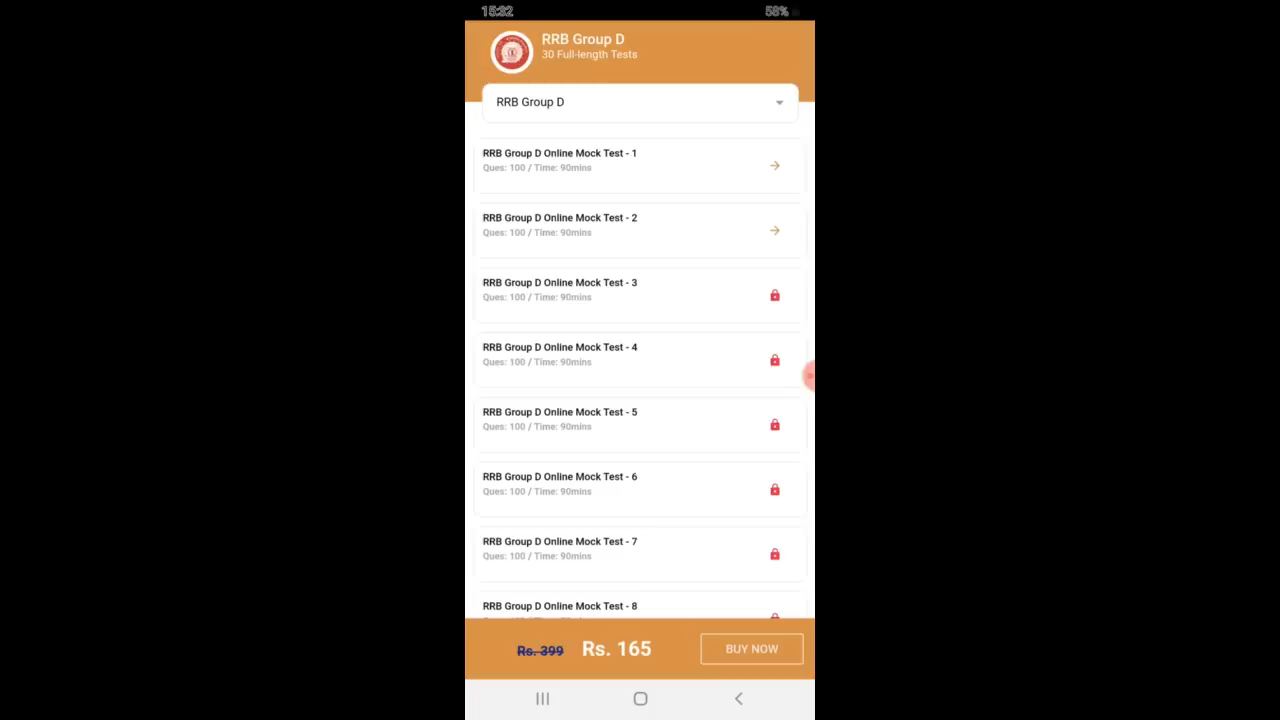 15:32
58%
RRB Group D
30 Full-length Tests
RRB Group D
RRB Group D Online Mock Test - 1
Ques: 100 / Time: 90mins
RRB Group D Online Mock Test - 2
Ques: 100 / Time: 90mins
RRB Group D Online Mock Test - 3
Ques: 100 / Time: 90mins
RRB Group D Online Mock Test - 4
Ques: 100 / Time: 90mins
RRB Group D Online Mock Test - 5
Ques: 100 / Time: 90mins
RRB Group D Online Mock Test - 6
Ques: 100 / Time: 90mins
RRB Group D Online Mock Test - 7
Ques: 100 / Time: 90mins
RRB Group D Online Mock Test - 8
Rs. 399 Rs. 165 BUY NOW